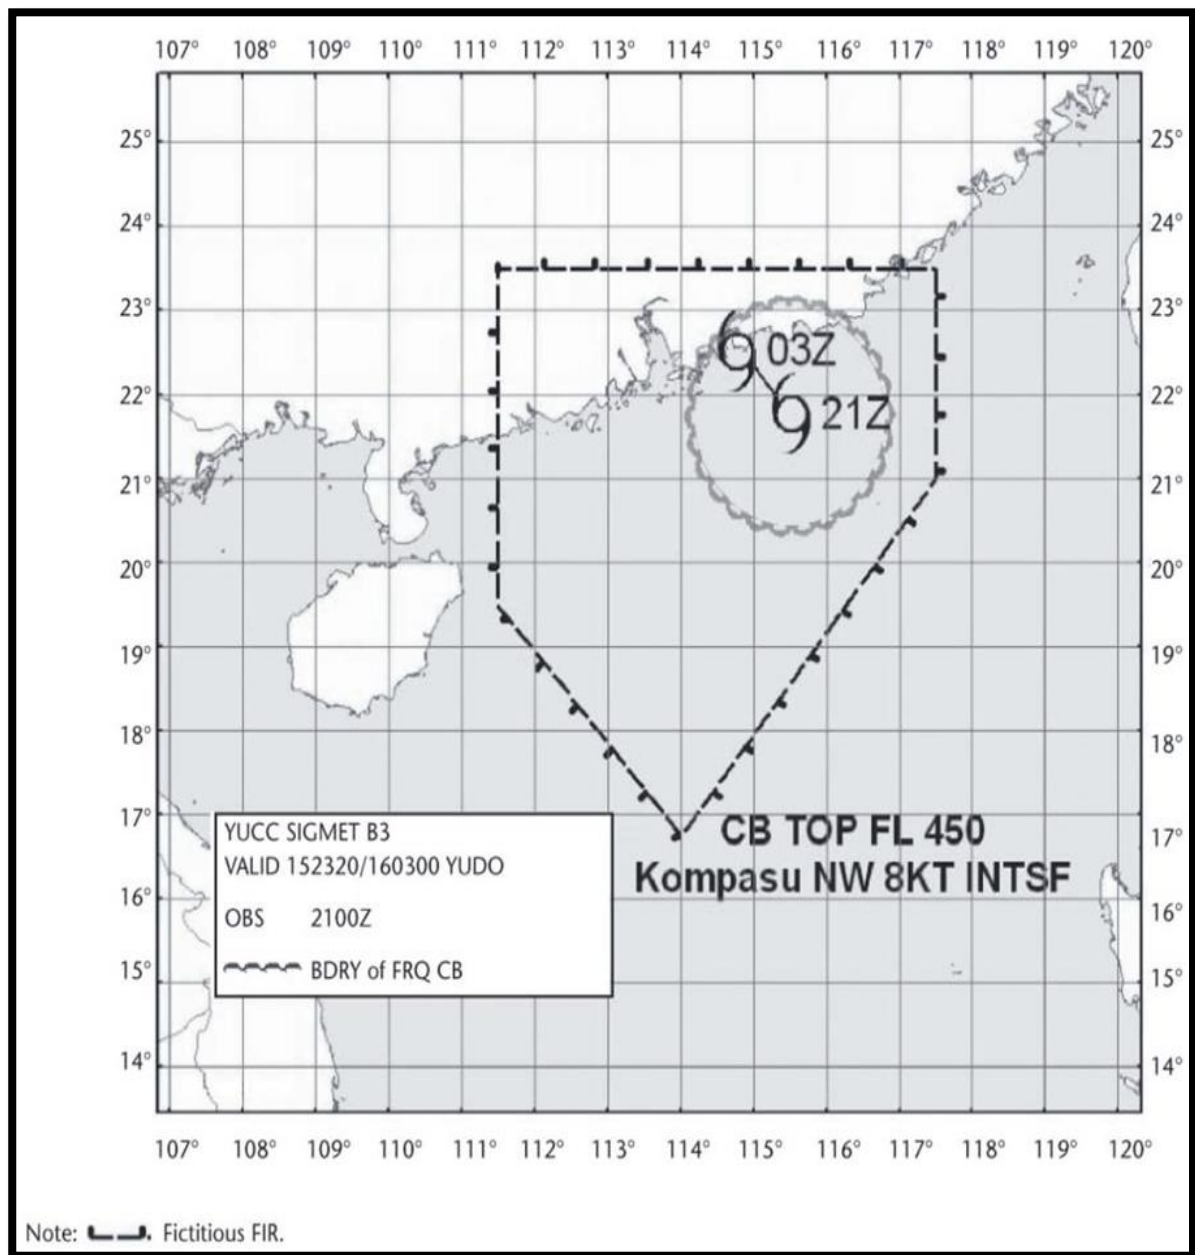 107° 108° 109° 110° 111° 112° 113° 114° 115° 116° 117° 118° 119° 120°
25° 25°
24° 24°
23° 23°
03Z
22° 21Z 22°
21° 21°
20° 20°
19° 19°
18° 18°
17° 17°
CB TOP FL 450
Kompasu NW 8KT INTSF
YUCC SIGMET B3
VALID 152320/160300 YUDO
OBS 2100Z
BDRY of FRQ CB
16° 16°
15° 15°
14° 14°
107° 108° 109° 110° 111° 112° 113° 114° 115° 116° 117° 118° 119° 120°
Note: Fictitious FIR.